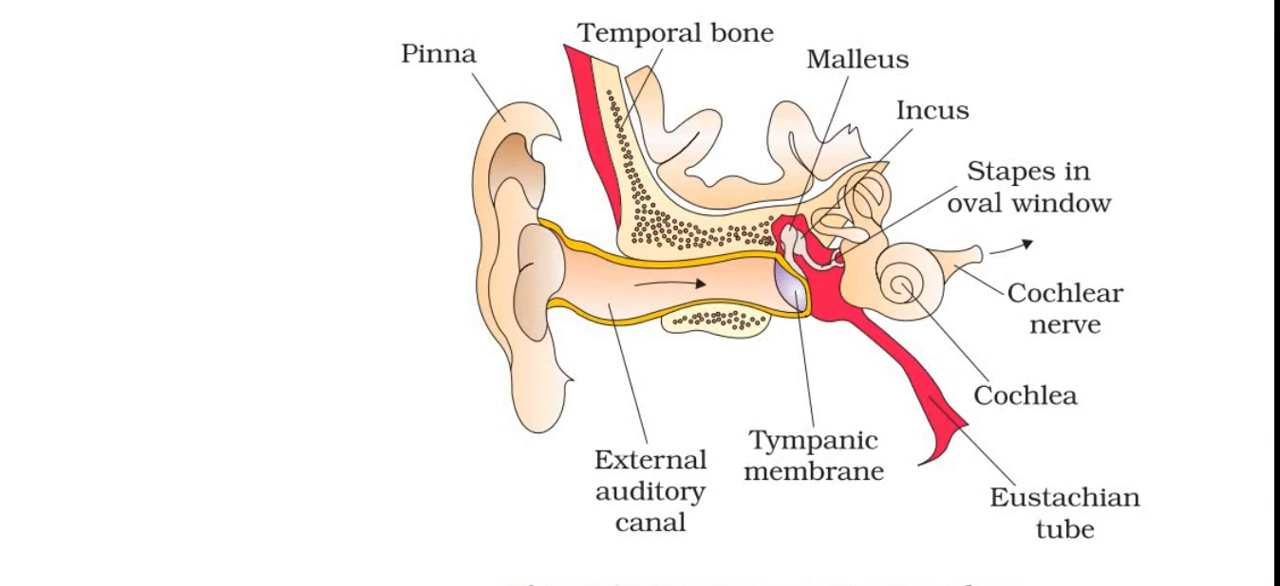 Temporal bone
Pinna
Malleus
Incus
Stapes in
oval window
Cochlear
nerve
Cochlea
Tympanic
membrane
External
auditory
canal
Eustachian
tube